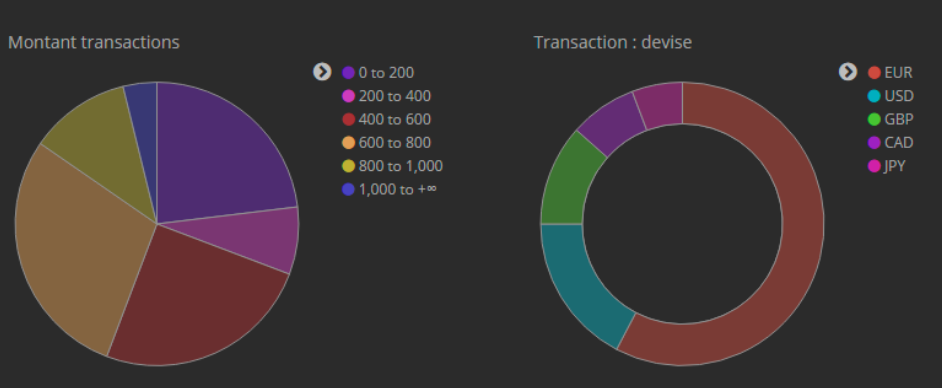 Montant transactions
0 to 200
200 to 400
400 to 600
600 to 800
800 to 1,000
1,000 to +∞
Transaction : devise
EUR
USD
GBP
CAD
JPY